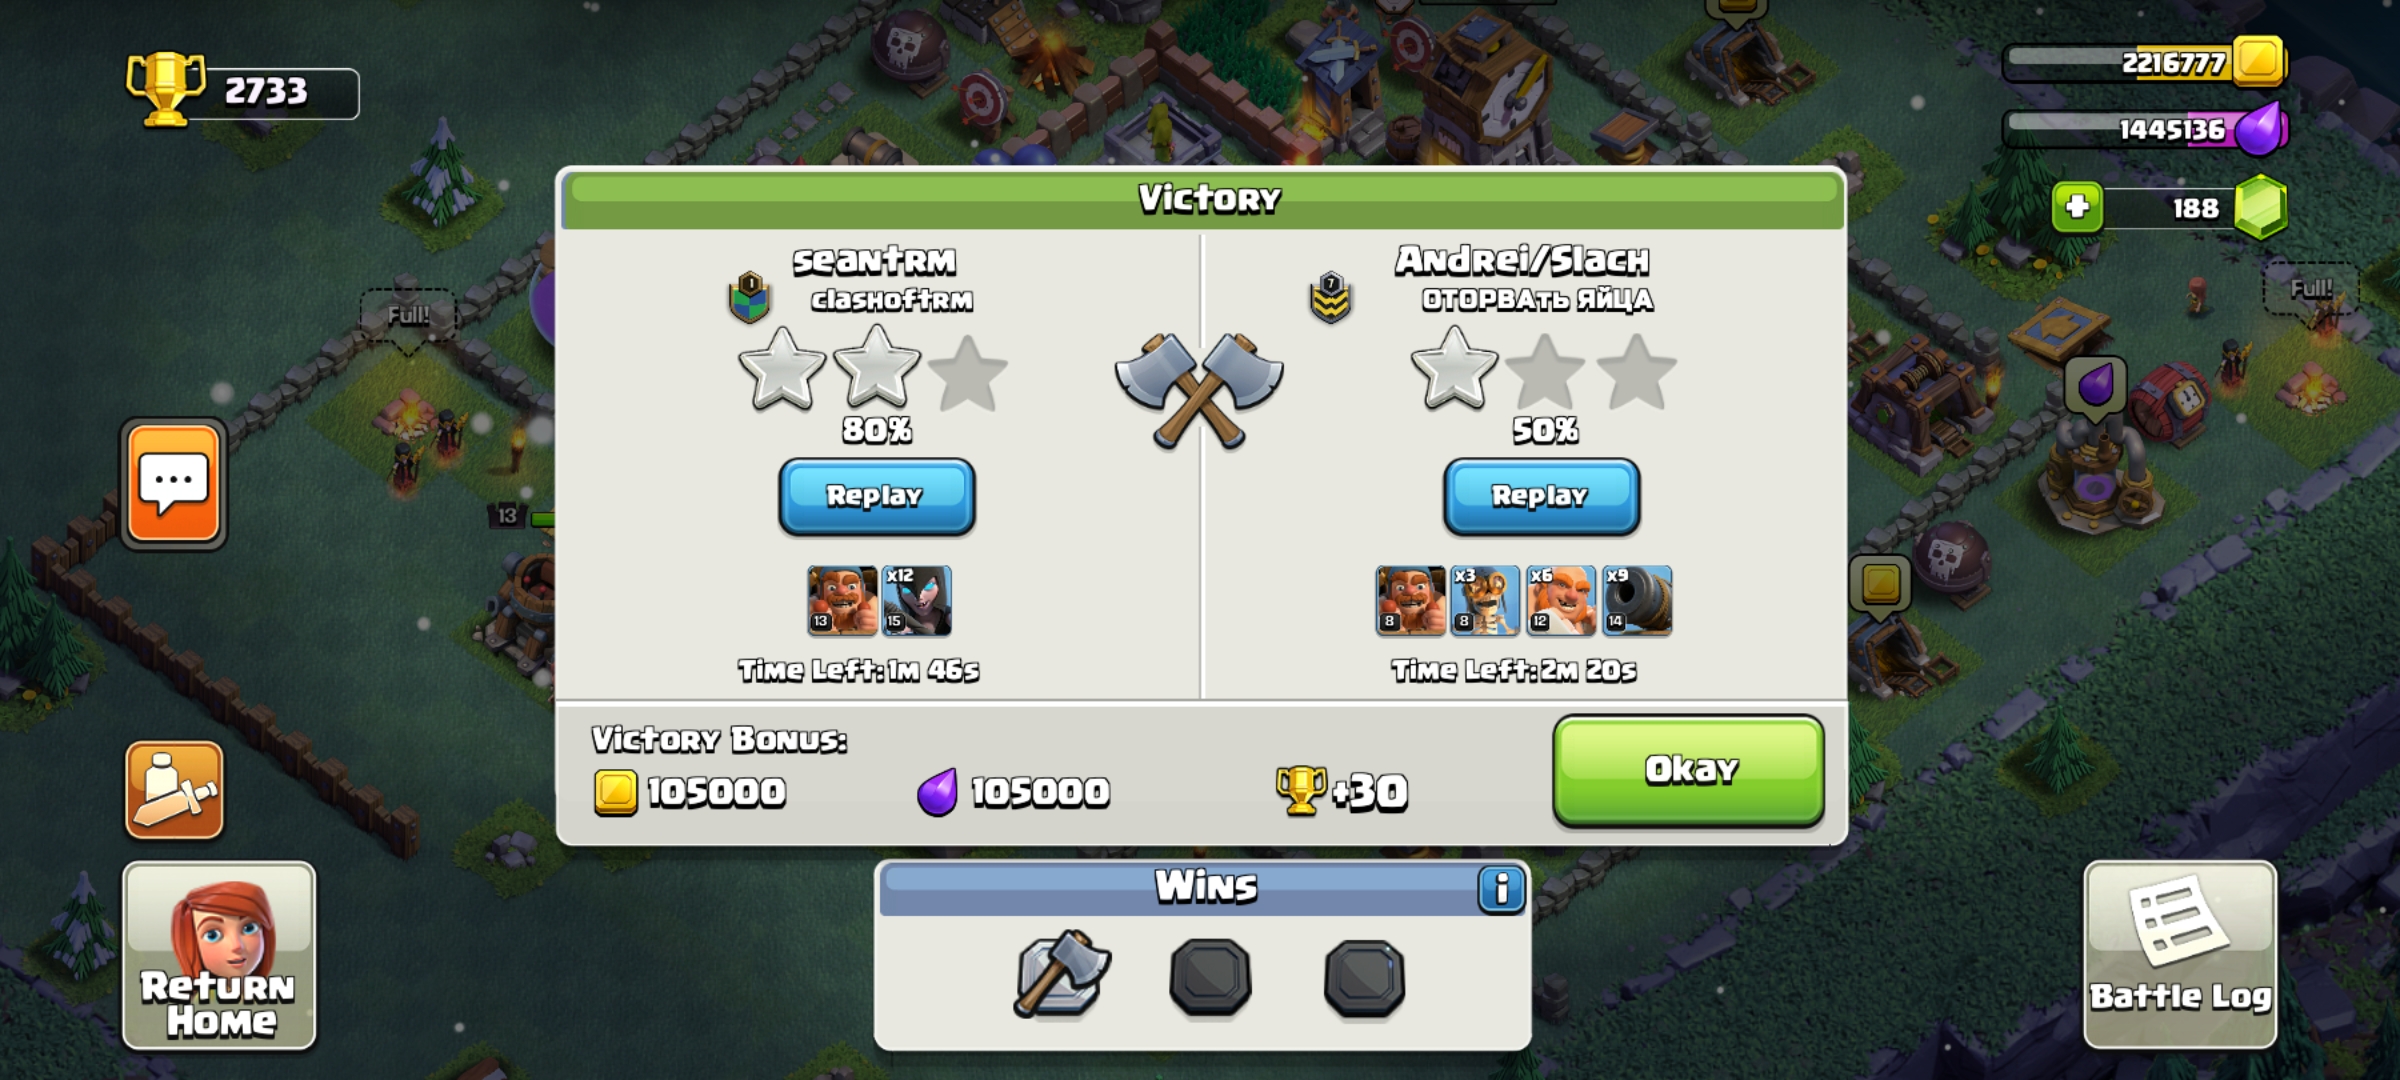 2733
2216777
1445136
188
Full!
Full!
13
Victory
seantrm
clashoftrm
1
80%
Replay
x12
13
15
Time Left:1m 46s
Andrei/Slach
ОТОРВАть ЯЙЦА
7
50%
Replay
x3
x6
x9
8
8
12
14
Time Left:2m 20s
Victory Bonus:
105000
105000
+30
Okay
Wins
i
Return
Home
Battle Log